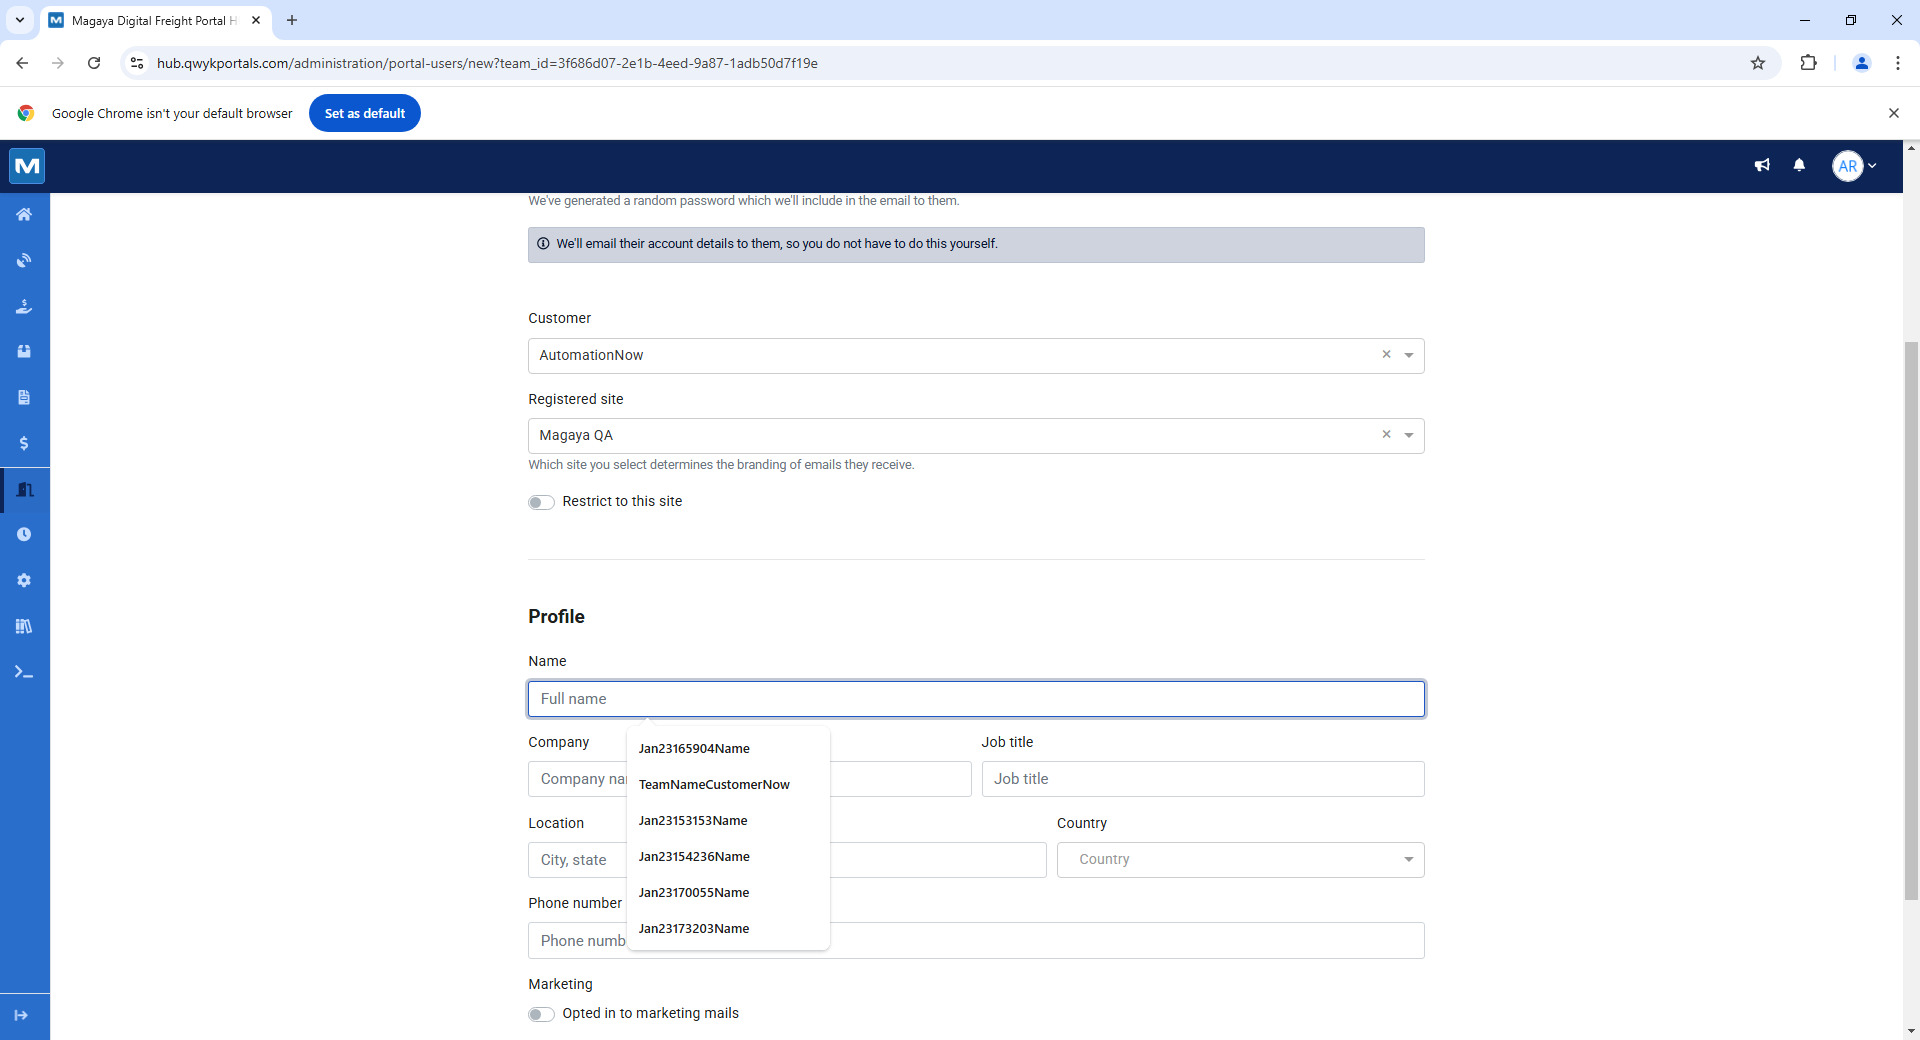 Magaya Digital Freight Portal H
hub.qwykportals.com/administration/portal-users/new?team_id=3f686d07-2e1b-4eed-9a87-1adb50d7f19e
Google Chrome isn't your default browser
Set as default
AR
We've generated a random password which we'll include in the email to them.
We'll email their account details to them, so you do not have to do this yourself.
Customer
AutomationNow
Registered site
Magaya QA
Which site you select determines the branding of emails they receive.
Restrict to this site
Profile
Name
Full name
Company
Job title
Company na
Job title
Location
Country
City, state
Country
Phone number
Phone numb
Jan23165904Name
TeamNameCustomerNow
Jan23153153Name
Jan23154236Name
Jan23170055Name
Jan23173203Name
Marketing
Opted in to marketing mails